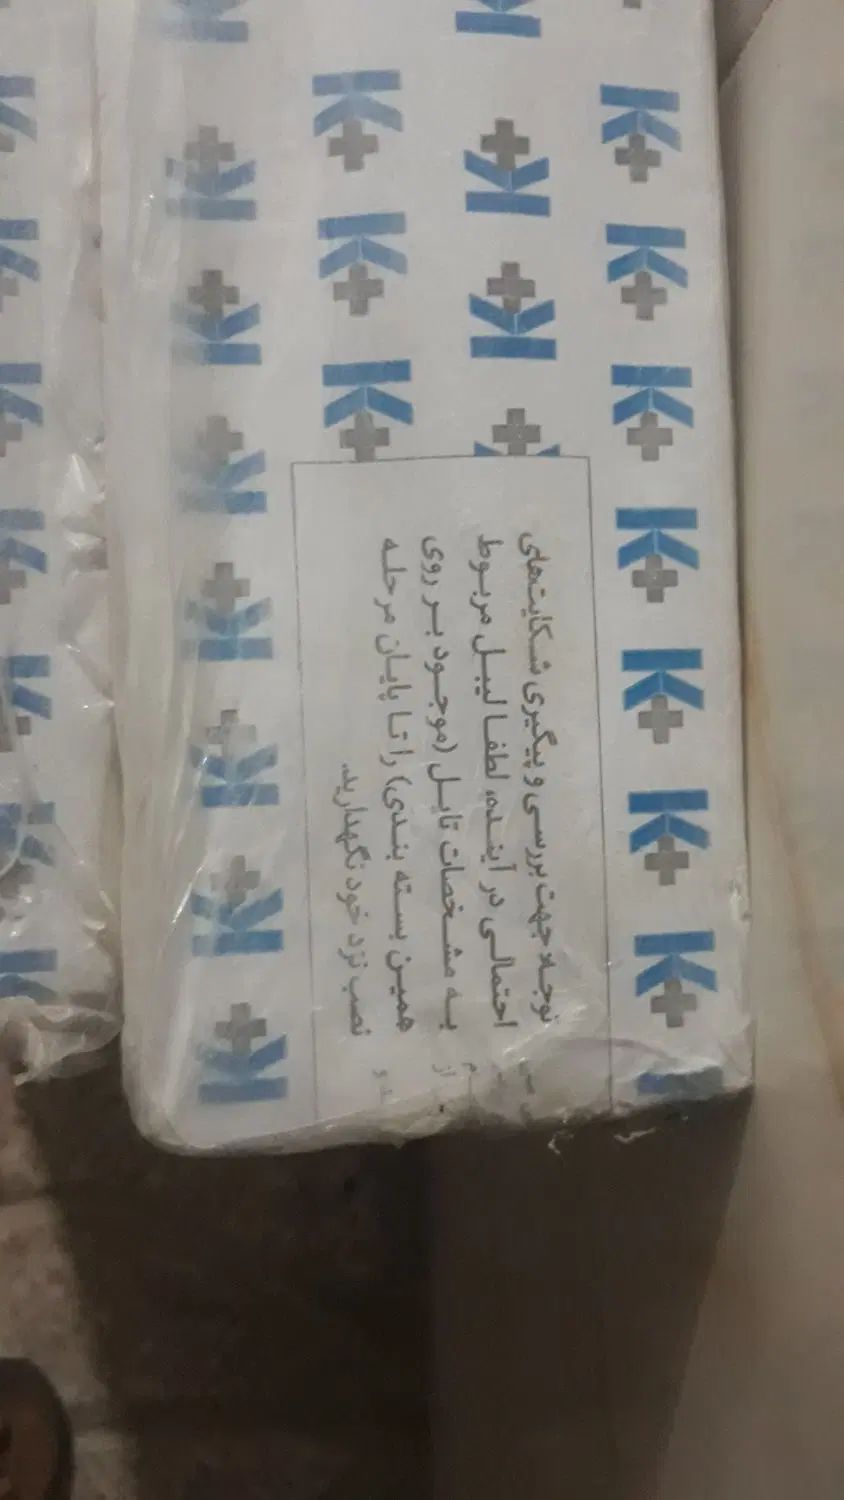 توجه: جهت بررسی و پیگیری شکایت‌های
احتمالی در آینده، لطفا لیبل مربوط
به مشخصات تایل (موجود بر روی
همین بسته بندی) را تا پایان مرحله
نصب نزد خود نگهدارید.
K+